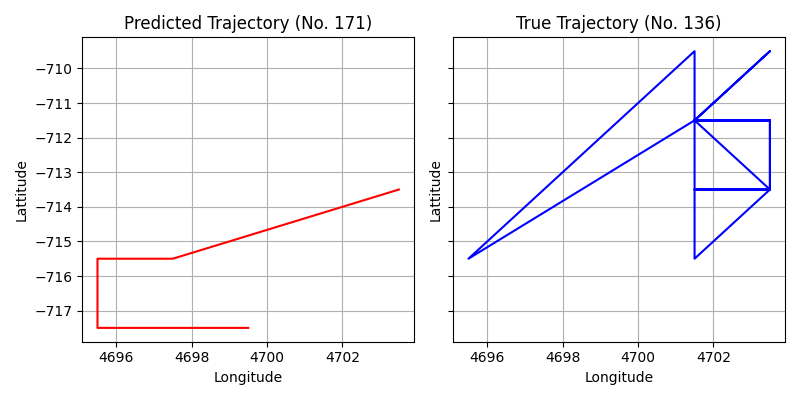 Predicted Trajectory (No. 171)
True Trajectory (No. 136)
Lattitude
−710
−711
−712
−713
−714
−715
−716
−717
4696 4698 4700 4702
Longitude
Lattitude
4696 4698 4700 4702
Longitude